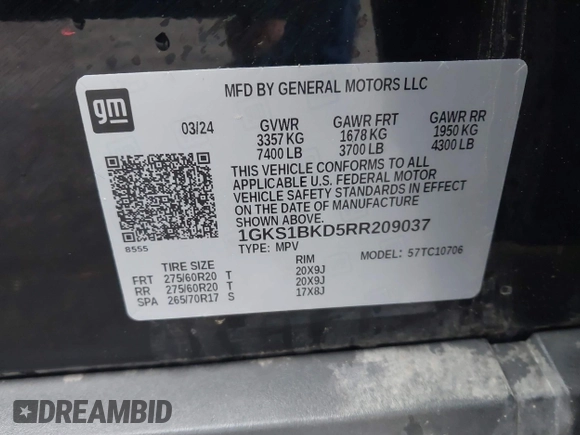 gm
MFD BY GENERAL MOTORS LLC
03/24 GVWR GAWR FRT GAWR RR
3357 KG 1678 KG 1950 KG
7400 LB 3700 LB 4300 LB
THIS VEHICLE CONFORMS TO ALL
APPLICABLE U.S. FEDERAL MOTOR
VEHICLE SAFETY STANDARDS IN EFFECT
ON THE DATE OF MANUFACTURE
SHOWN ABOVE.
1GKS1BKD5RR209037
8555 TYPE: MPV MODEL: 57TC10706
TIRE SIZE RIM
FRT 275/60R20 T 20X9J
RR 275/60R20 T 20X9J
SPA 265/70R17 S 17X8J
DREAMBID